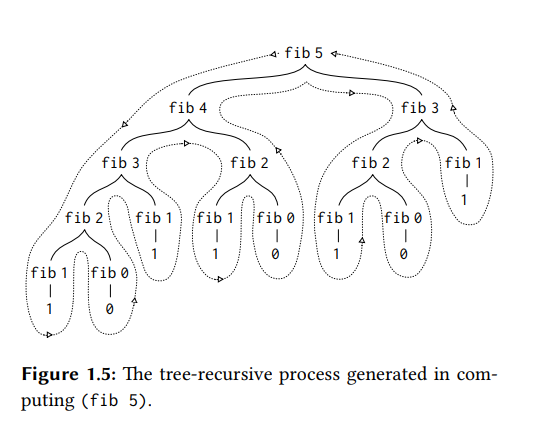 fib 5
fib 4 fib 3
fib 3 fib 2 fib 2 fib 1
1
fib 2 fib 1 fib 1 fib 0 fib 1 fib 0
1 1 0 1 0
fib 1 fib 0
1 0
Figure 1.5: The tree-recursive process generated in com-
puting (fib 5).